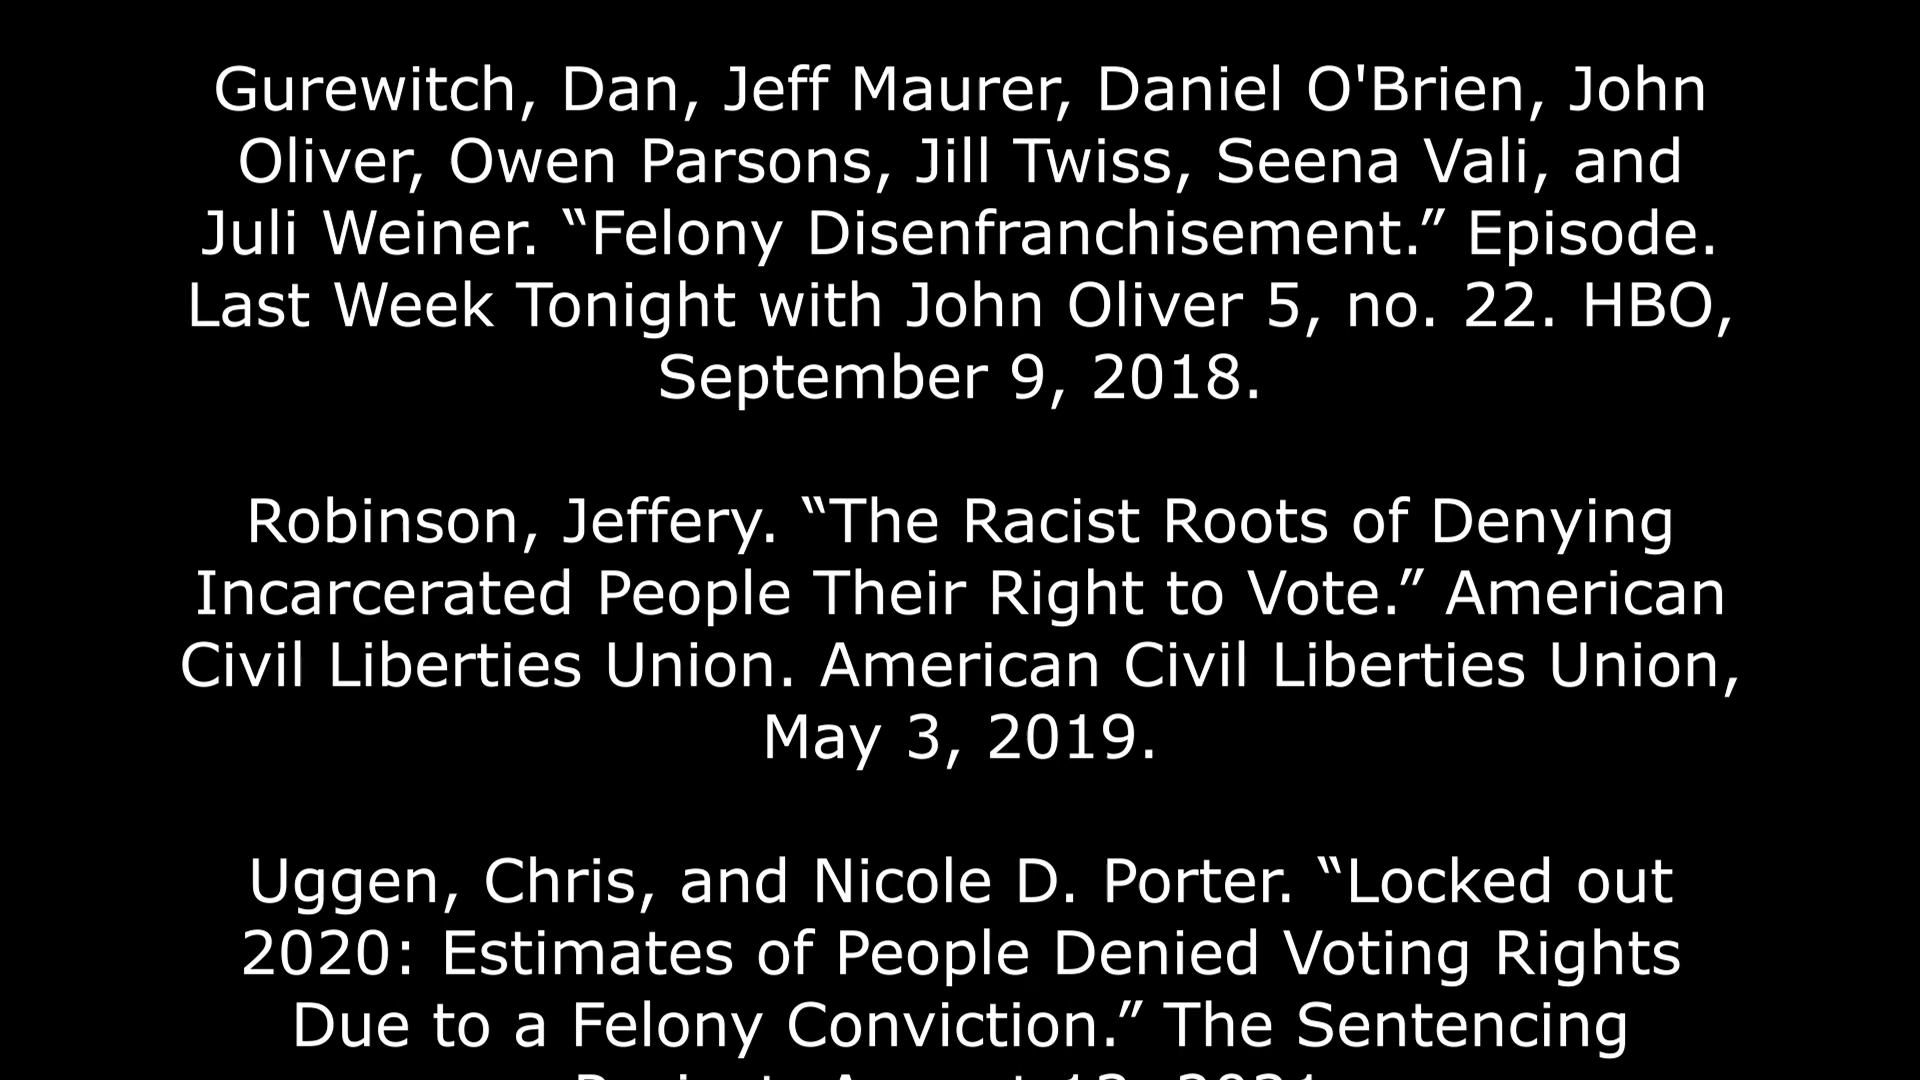 Gurewitch, Dan, Jeff Maurer, Daniel O'Brien, John
Oliver, Owen Parsons, Jill Twiss, Seena Vali, and
Juli Weiner. “Felony Disenfranchisement.” Episode.
Last Week Tonight with John Oliver 5, no. 22. HBO,
September 9, 2018.
Robinson, Jeffery. “The Racist Roots of Denying
Incarcerated People Their Right to Vote.” American
Civil Liberties Union. American Civil Liberties Union,
May 3, 2019.
Uggen, Chris, and Nicole D. Porter. “Locked out
2020: Estimates of People Denied Voting Rights
Due to a Felony Conviction.” The Sentencing